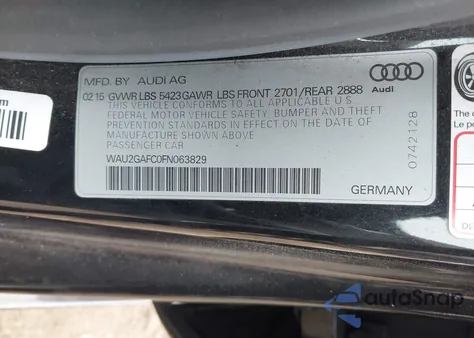 MFD. BY AUDI AG
Audi
02 15 GVWR LBS 5423 GAWR LBS FRONT 2701/REAR 2888
THIS VEHICLE CONFORMS TO ALL APPLICABLE U S
FEDERAL MOTOR VEHICLE SAFETY, BUMPER AND THEFT
PREVENTION STANDARDS IN EFFECT ON THE DATE OF
MANUFACTURE SHOWN ABOVE
PASSENGER CAR
WAU2GAFC0FN063829
GERMANY
0742128
m
The
Le p
autoSnap